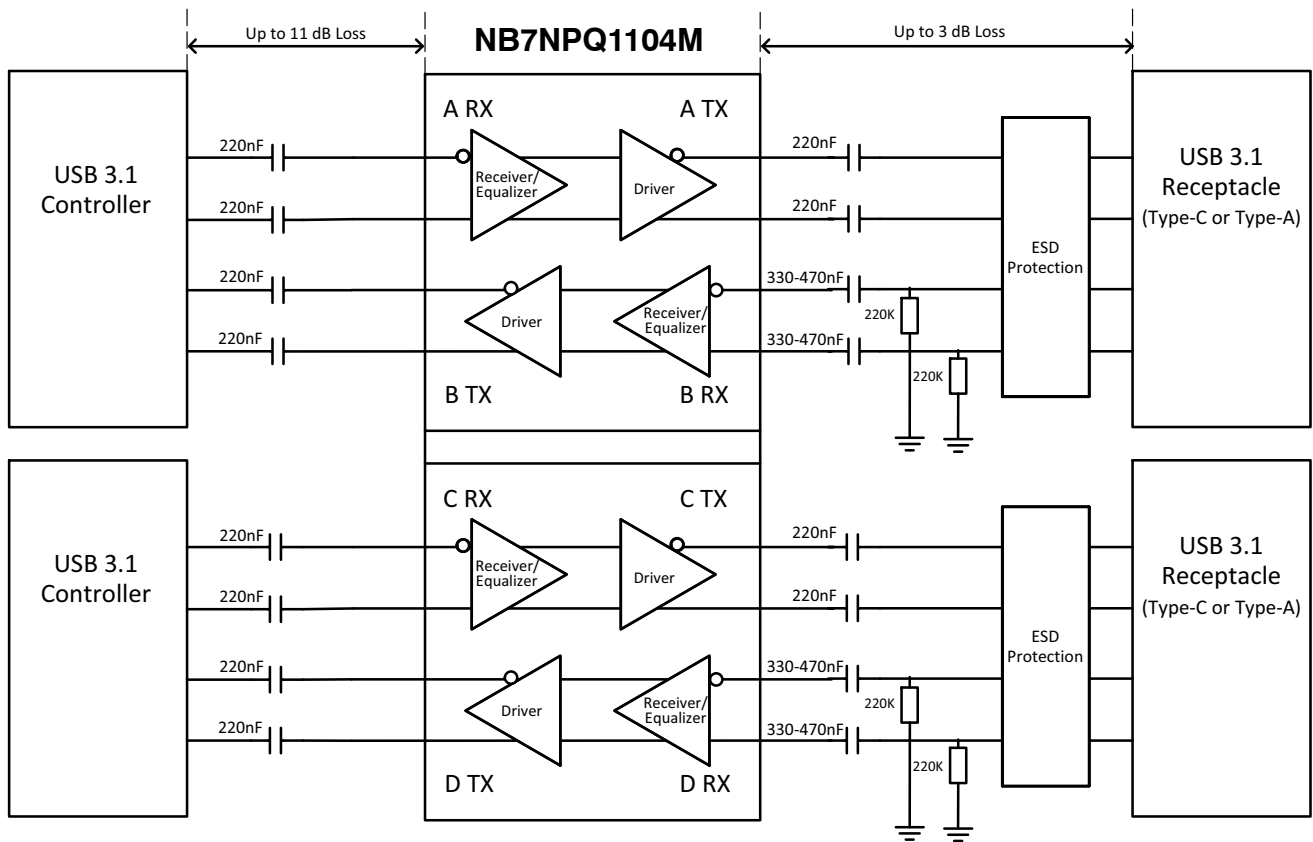 Up to 11 dB Loss
NB7NPQ1104M
Up to 3 dB Loss
USB 3.1
Controller
A RX
A TX
220nF
220nF
220nF
220nF
Receiver/
Equalizer
Driver
220nF
220nF
Driver
Receiver/
Equalizer
330-470nF
330-470nF
220K
220K
B TX
B RX
ESD
Protection
USB 3.1
Receptacle
(Type-C or Type-A)
USB 3.1
Controller
C RX
C TX
220nF
220nF
220nF
220nF
Receiver/
Equalizer
Driver
220nF
220nF
Driver
Receiver/
Equalizer
330-470nF
330-470nF
220K
220K
D TX
D RX
ESD
Protection
USB 3.1
Receptacle
(Type-C or Type-A)